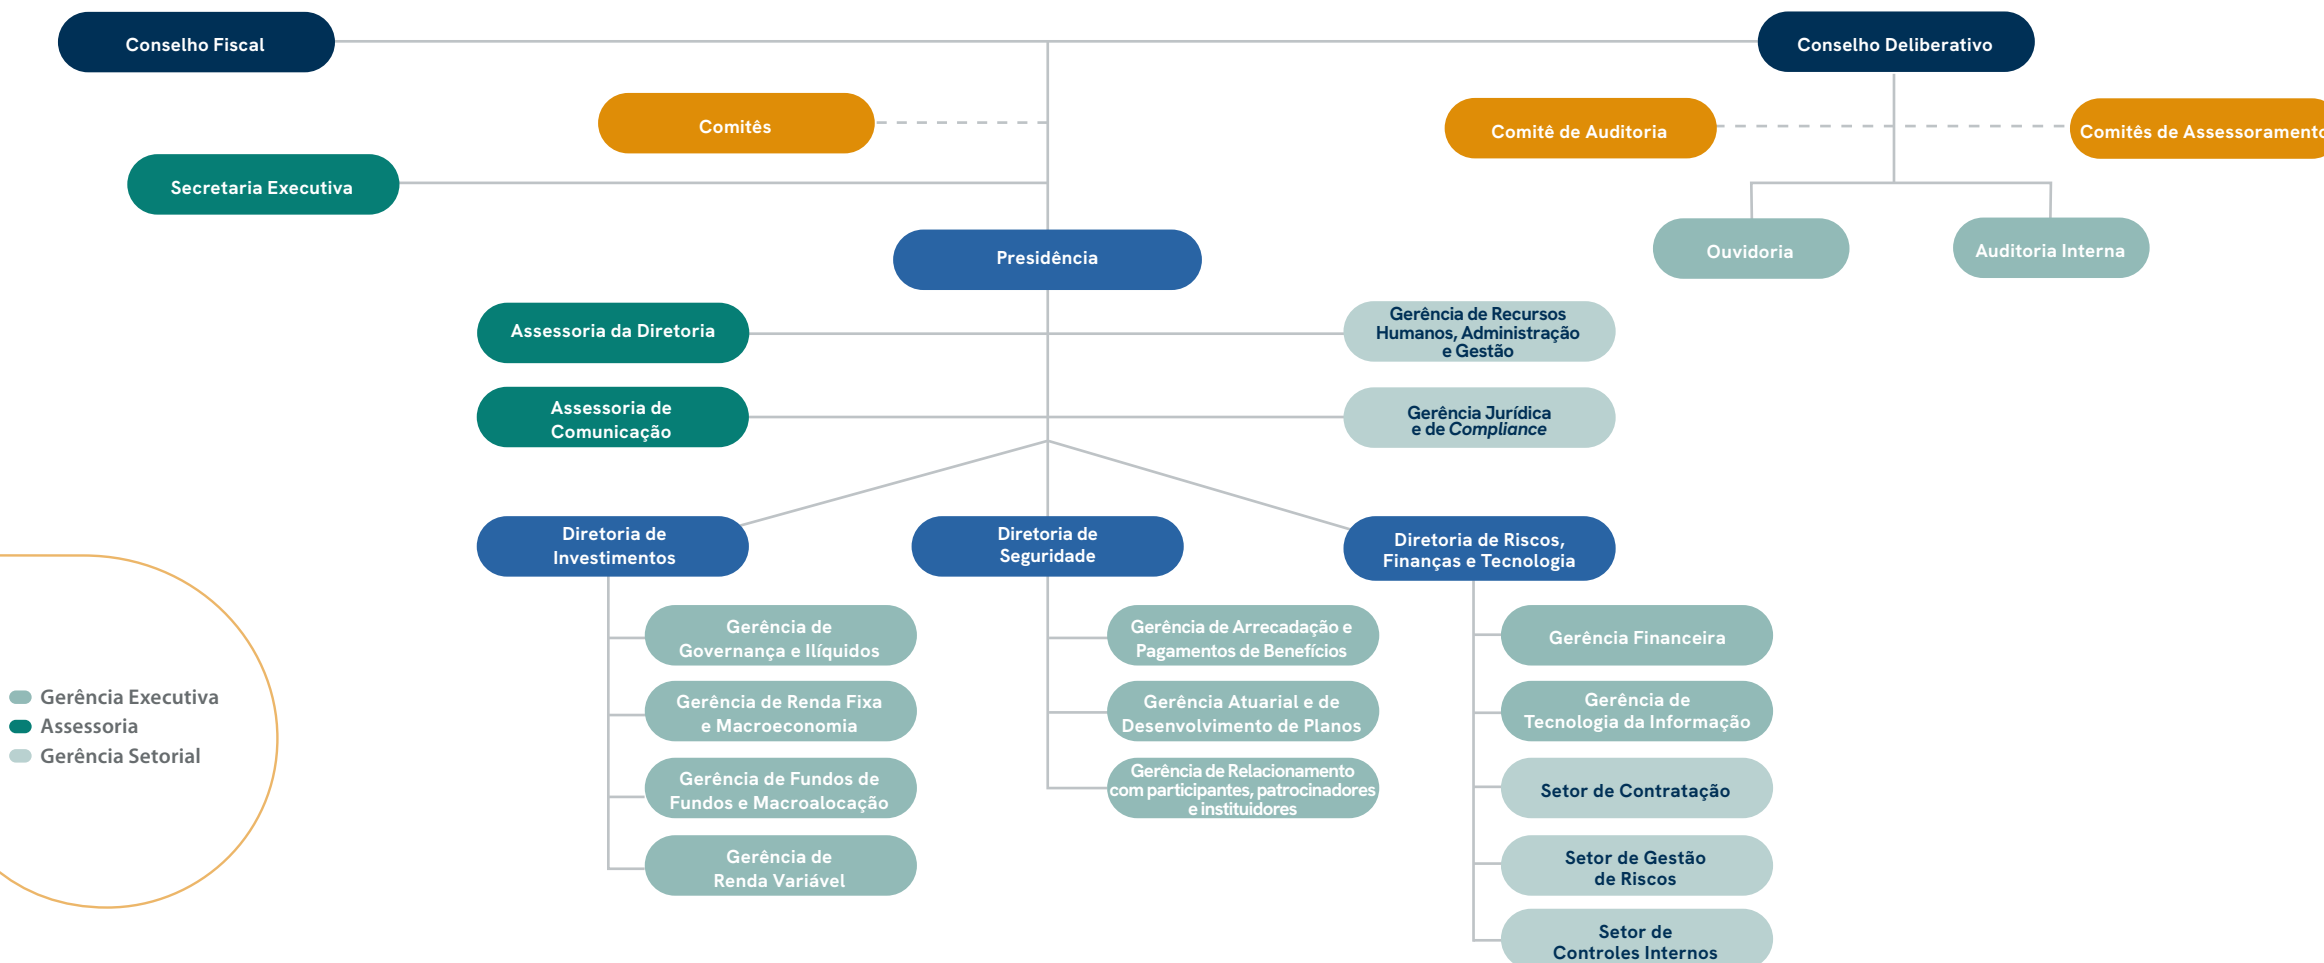 Conselho Fiscal
Conselho Deliberativo
Comitês
Comitê de Auditoria
Comitês de Assessoramento
Secretaria Executiva
Presidência
Ouvidoria
Auditoria Interna
Assessoria da Diretoria
Gerência de Recursos
Humanos, Administração
e Gestão
Assessoria de
Comunicação
Gerência Jurídica
e de Compliance
Diretoria de
Investimentos
Diretoria de
Seguridade
Diretoria de Riscos,
Finanças e Tecnologia
Gerência de
Governança e Ilíquidos
Gerência de Renda Fixa
e Macroeconomia
Gerência de Fundos de
Fundos e Macroalocação
Gerência de
Renda Variável
Gerência de Arrecadação e
Pagamentos de Benefícios
Gerência Atuarial e de
Desenvolvimento de Planos
Gerência de Relacionamento
com participantes, patrocinadores
e instituidores
Gerência Financeira
Gerência de
Tecnologia da Informação
Setor de Contratação
Setor de Gestão
de Riscos
Setor de
Controles Internos
Gerência Executiva
Assessoria
Gerência Setorial